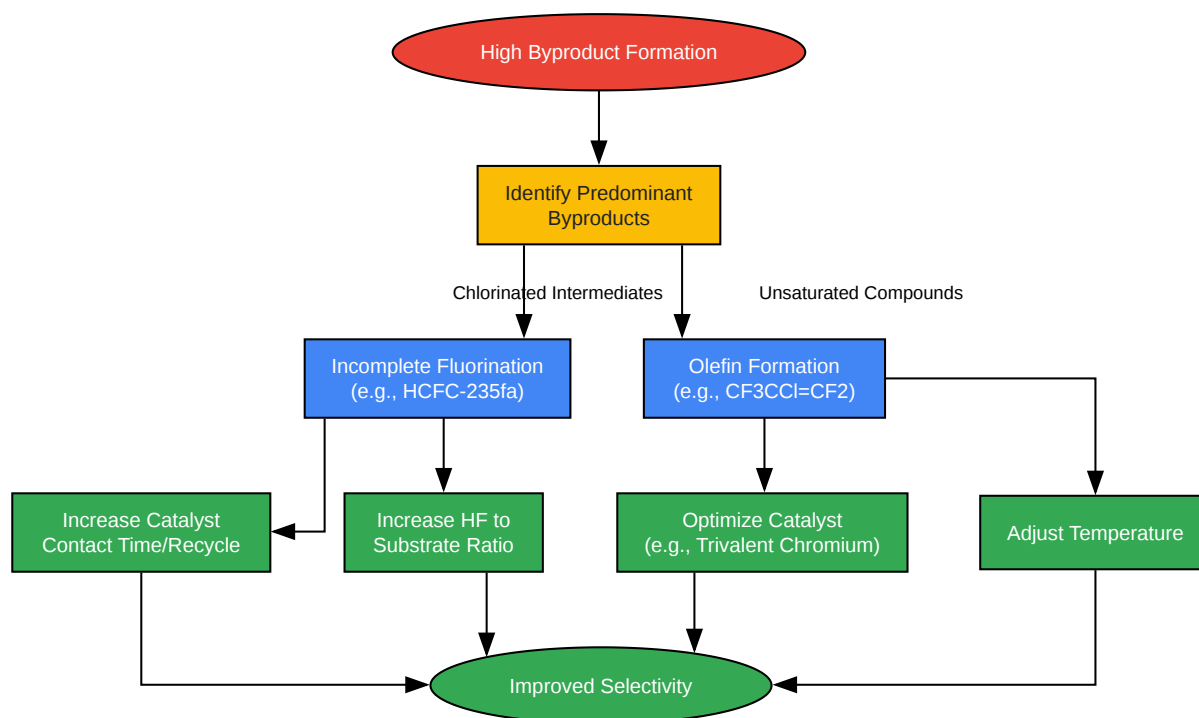 High Byproduct Formation
Identify Predominant
Byproducts
Chlorinated Intermediates
Unsaturated Compounds
Incomplete Fluorination
(e.g., HCFC-235fa)
Olefin Formation
(e.g., CF3CCl=CF2)
Increase Catalyst
Contact Time/Recycle
Increase HF to
Substrate Ratio
Optimize Catalyst
(e.g., Trivalent Chromium)
Adjust Temperature
Improved Selectivity